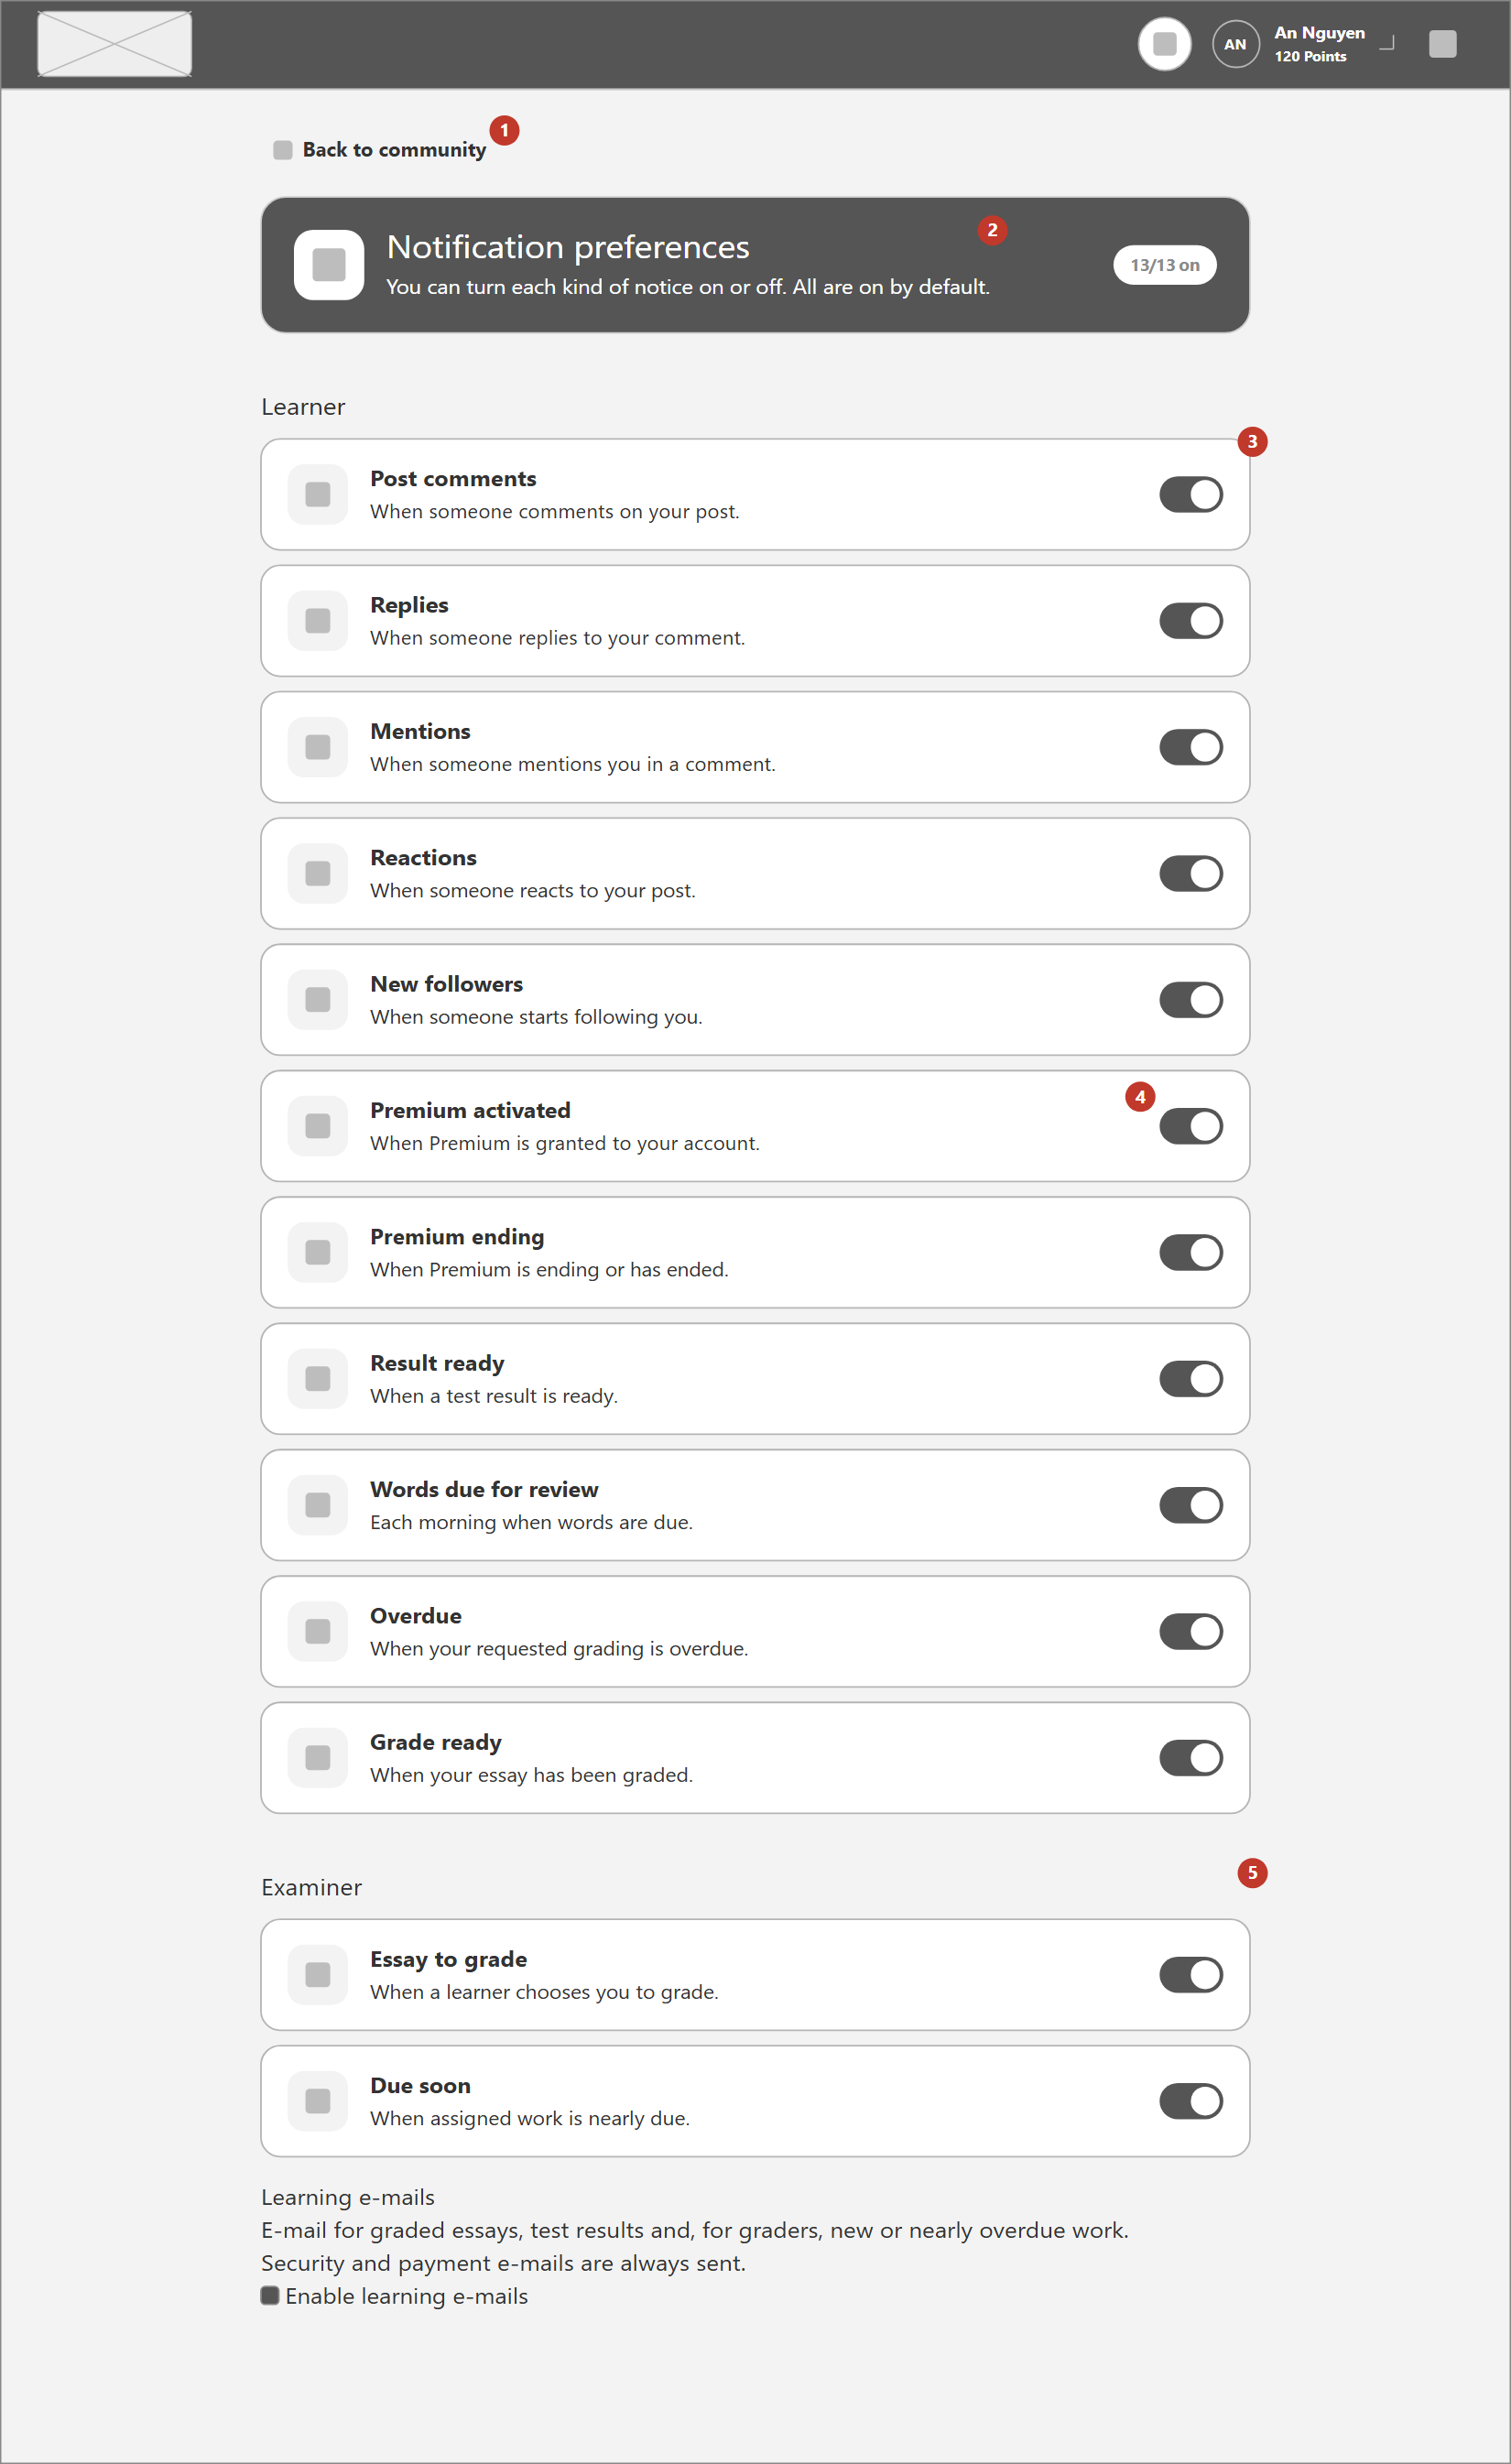 AN
An Nguyen
120 Points
Back to community
1
Notification preferences
2
You can turn each kind of notice on or off. All are on by default.
13/13 on
Learner
3
Post comments
When someone comments on your post.
Replies
When someone replies to your comment.
Mentions
When someone mentions you in a comment.
Reactions
When someone reacts to your post.
New followers
When someone starts following you.
Premium activated
4
When Premium is granted to your account.
Premium ending
When Premium is ending or has ended.
Result ready
When a test result is ready.
Words due for review
Each morning when words are due.
Overdue
When your requested grading is overdue.
Grade ready
When your essay has been graded.
Examiner
5
Essay to grade
When a learner chooses you to grade.
Due soon
When assigned work is nearly due.
Learning e-mails
E-mail for graded essays, test results and, for graders, new or nearly overdue work.
Security and payment e-mails are always sent.
Enable learning e-mails